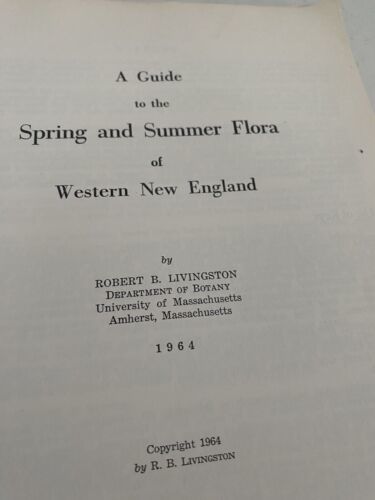 A Guide
to the
Spring and Summer Flora
of
Western New England
by
ROBERT B. LIVINGSTON
DEPARTMENT OF BOTANY
University of Massachusetts
Amherst, Massachusetts
1964
Copyright 1964
by R. B. LIVINGSTON